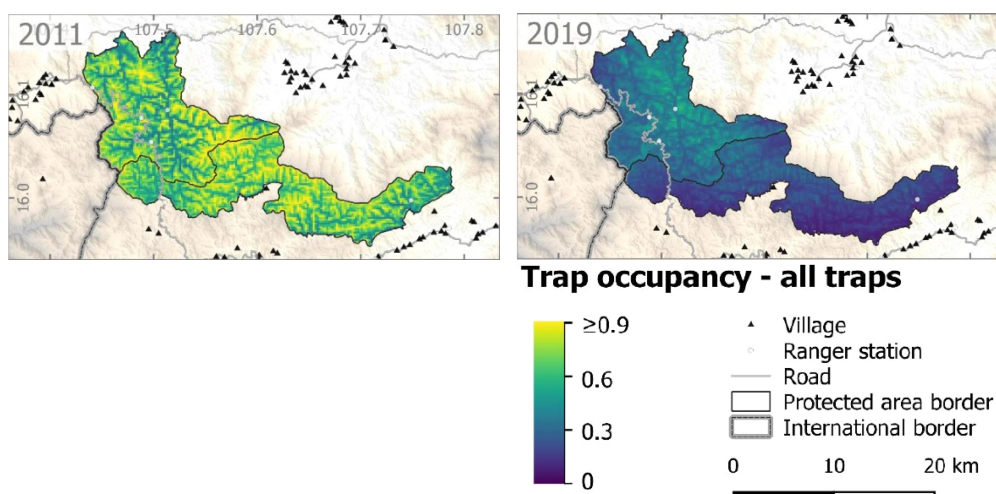 2011
107.5
107.6
107.7
107.8
16.1
16.0
2019
16.1
16.0
Trap occupancy - all traps
≥0.9
0.6
0.3
0
Village
Ranger station
Road
Protected area border
International border
0 10 20 km